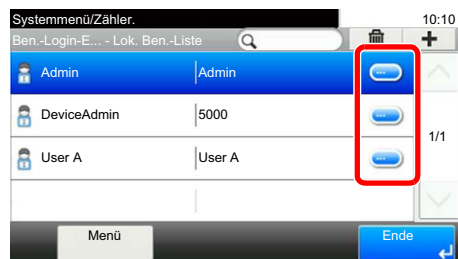 Systemmenü/Zähler. 10:10
Ben.-Login-E... - Lok. Ben.-Liste
Admin Admin
DeviceAdmin 5000
User A User A
1/1
Menü Ende